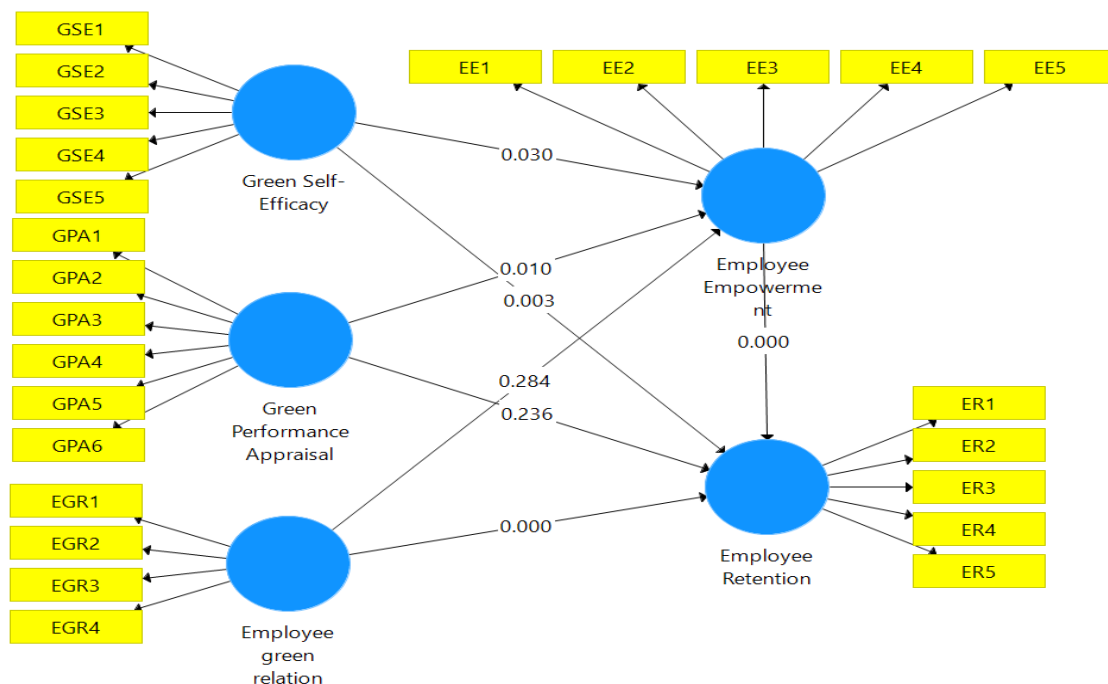 GSE1
GSE2
GSE3
GSE4
GSE5
Green Self-
Efficacy
GPA1
GPA2
GPA3
GPA4
GPA5
GPA6
Green
Performance
Appraisal
EGR1
EGR2
EGR3
EGR4
Employee
green
relation
0.030
0.010
0.003
0.284
0.236
0.000
EE1
EE2
EE3
EE4
EE5
Employee
Empowerme
nt
0.000
Employee
Retention
ER1
ER2
ER3
ER4
ER5